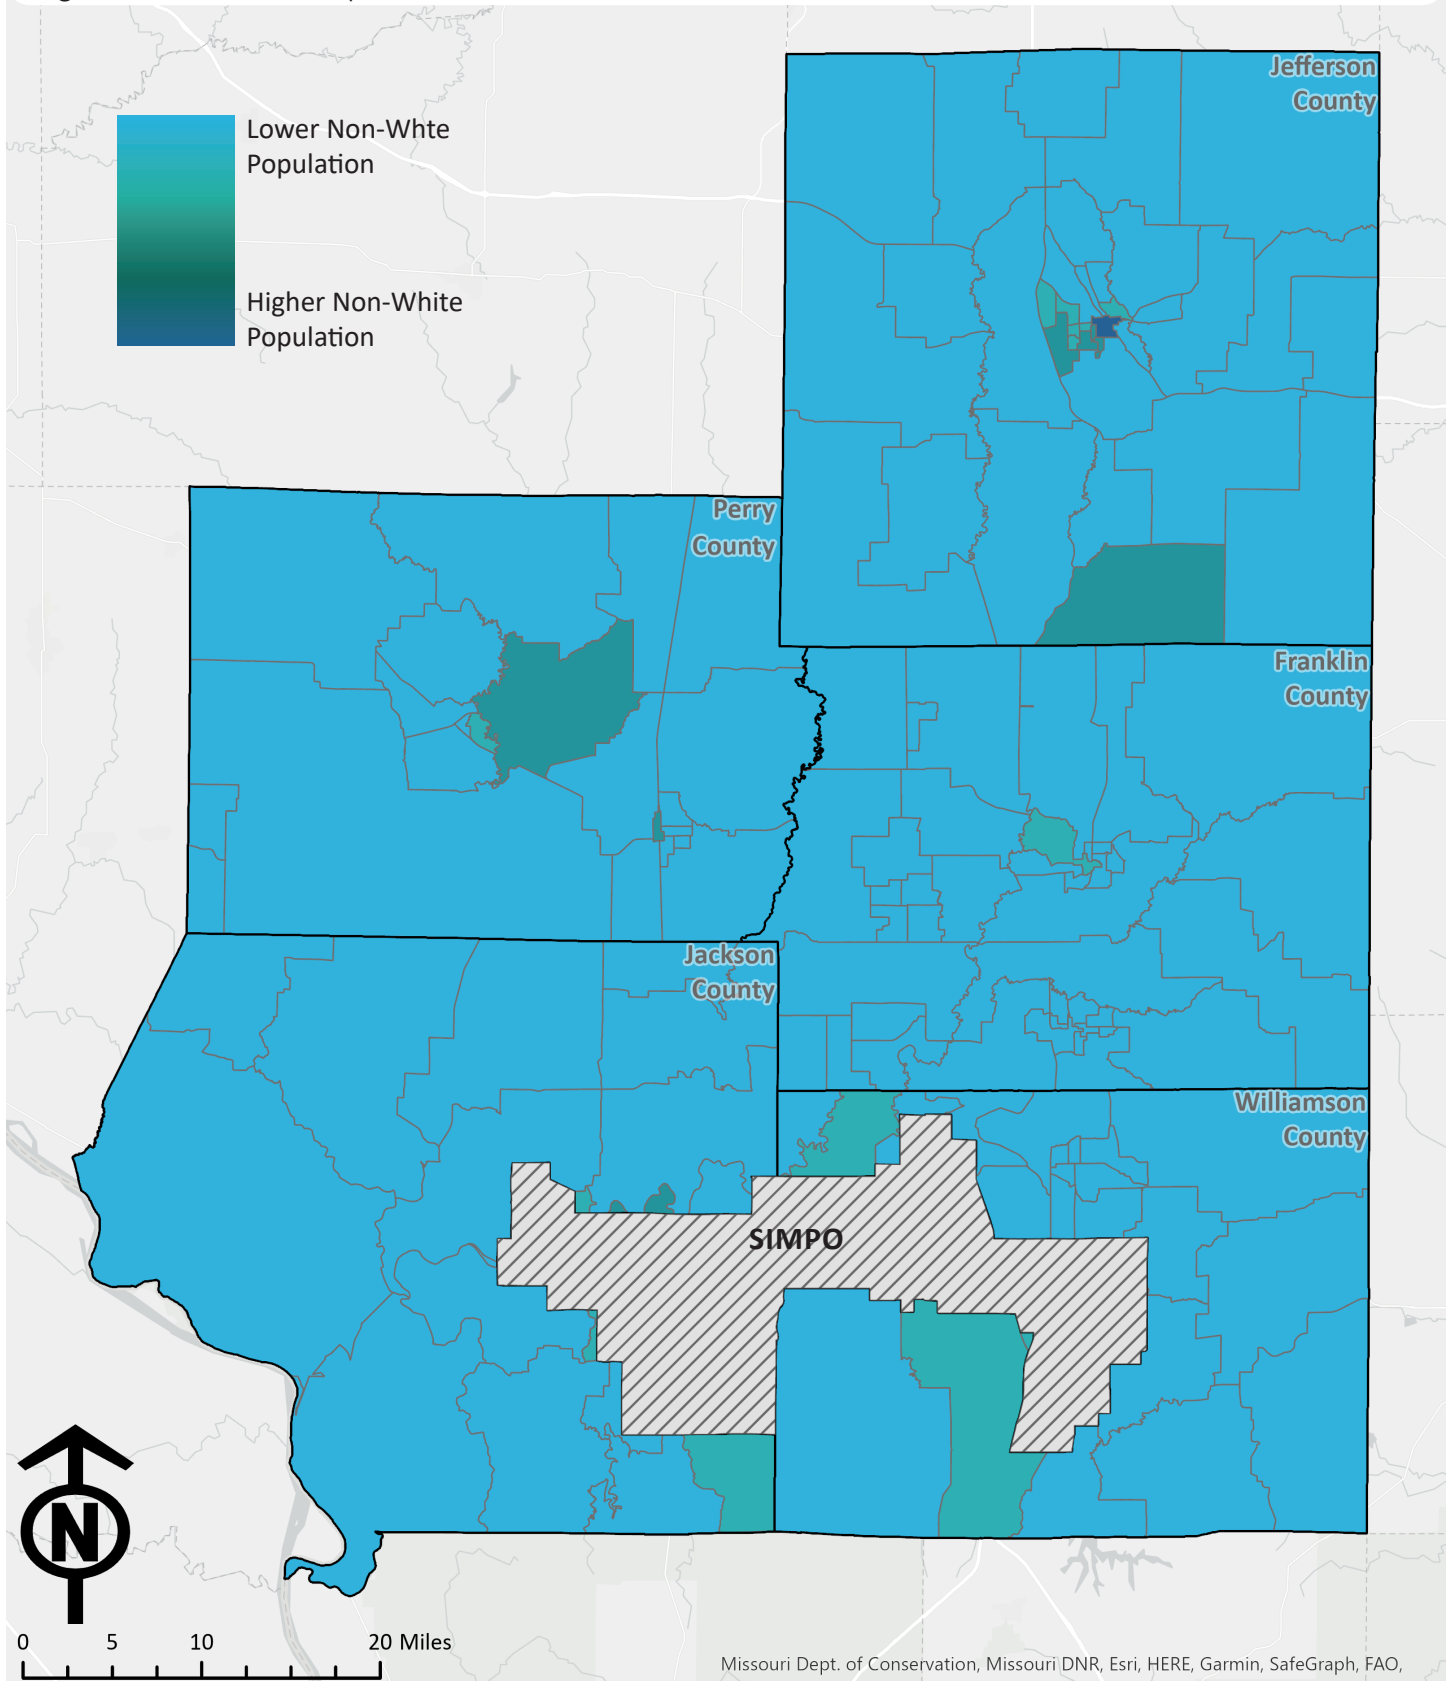 Jefferson
County
Lower Non-Whte
Population
Higher Non-White
Population
Perry
County
Franklin
County
Jackson
County
Williamson
County
SIMPO
N
0 5 10 20 Miles
Missouri Dept. of Conservation, Missouri DNR, Esri, HERE, Garmin, SafeGraph, FAO,